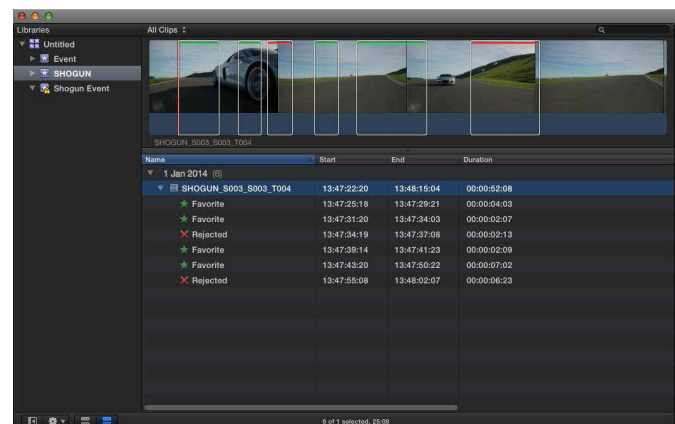 Libraries
All Clips
Untitled
Event
SHOGUN
Shogun Event
SHOGUN_S003_S003_T004
Name Start End Duration
1 Jan 2014 (6)
SHOGUN_S003_S003_T004 13:47:22:20 13:48:15:04 00:00:52:08
Favorite 13:47:25:18 13:47:29:21 00:00:04:03
Favorite 13:47:31:20 13:47:34:03 00:00:02:07
Rejected 13:47:34:19 13:47:37:08 00:00:02:13
Favorite 13:47:39:14 13:47:41:23 00:00:02:09
Favorite 13:47:43:20 13:47:50:22 00:00:07:02
Rejected 13:47:55:08 13:48:02:07 00:00:06:23
6 of 1 selected, 25:08